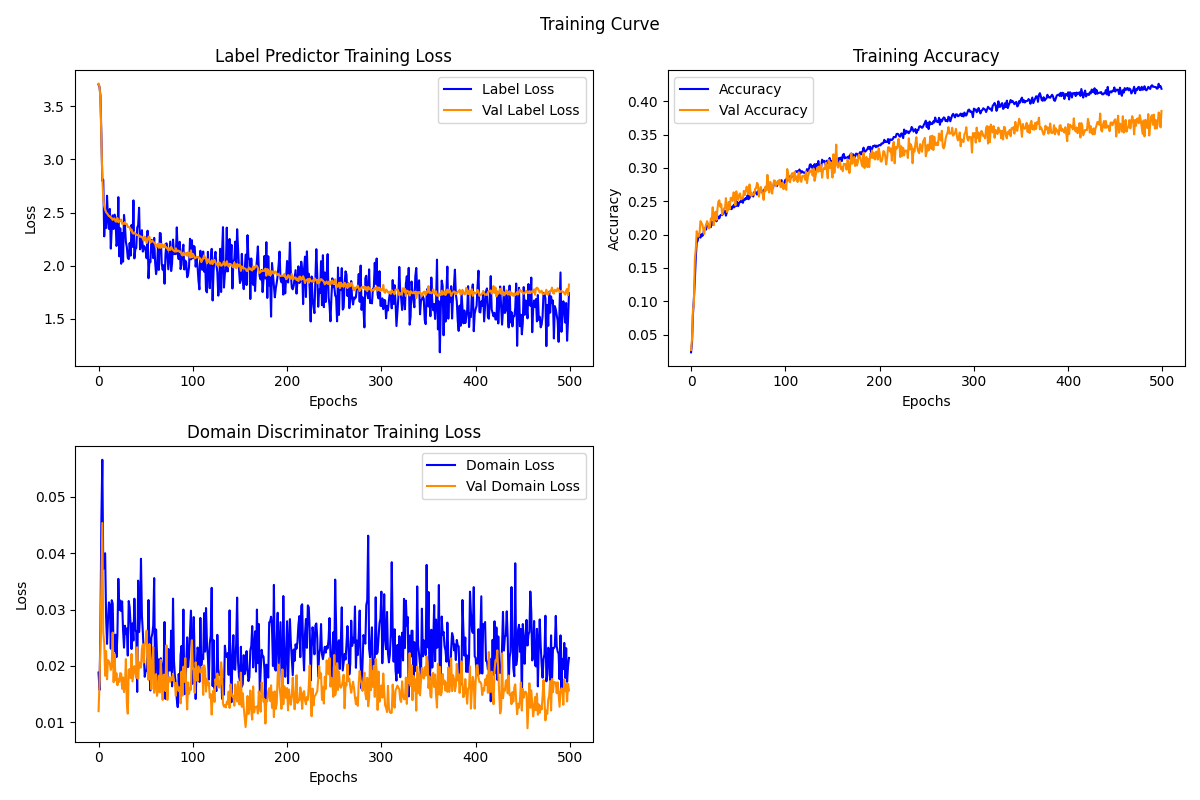 Training Curve
Label Predictor Training Loss
Loss
3.5
3.0
2.5
2.0
1.5
Label Loss
Val Label Loss
0 100 200 300 400 500
Epochs
Training Accuracy
Accuracy
0.40
0.35
0.30
0.25
0.20
0.15
0.10
0.05
Accuracy
Val Accuracy
0 100 200 300 400 500
Epochs
Domain Discriminator Training Loss
Loss
0.05
0.04
0.03
0.02
0.01
Domain Loss
Val Domain Loss
0 100 200 300 400 500
Epochs